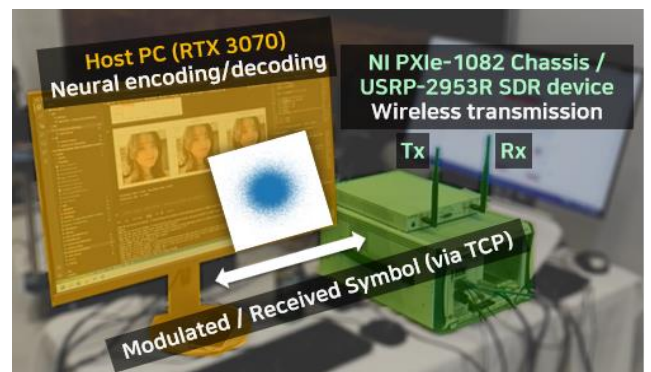 Host PC (RTX 3070)
Neural encoding/decoding
NI PXIe-1082 Chassis /
USRP-2953R SDR device
Wireless transmission
Tx
Rx
Modulated / Received Symbol (via TCP)